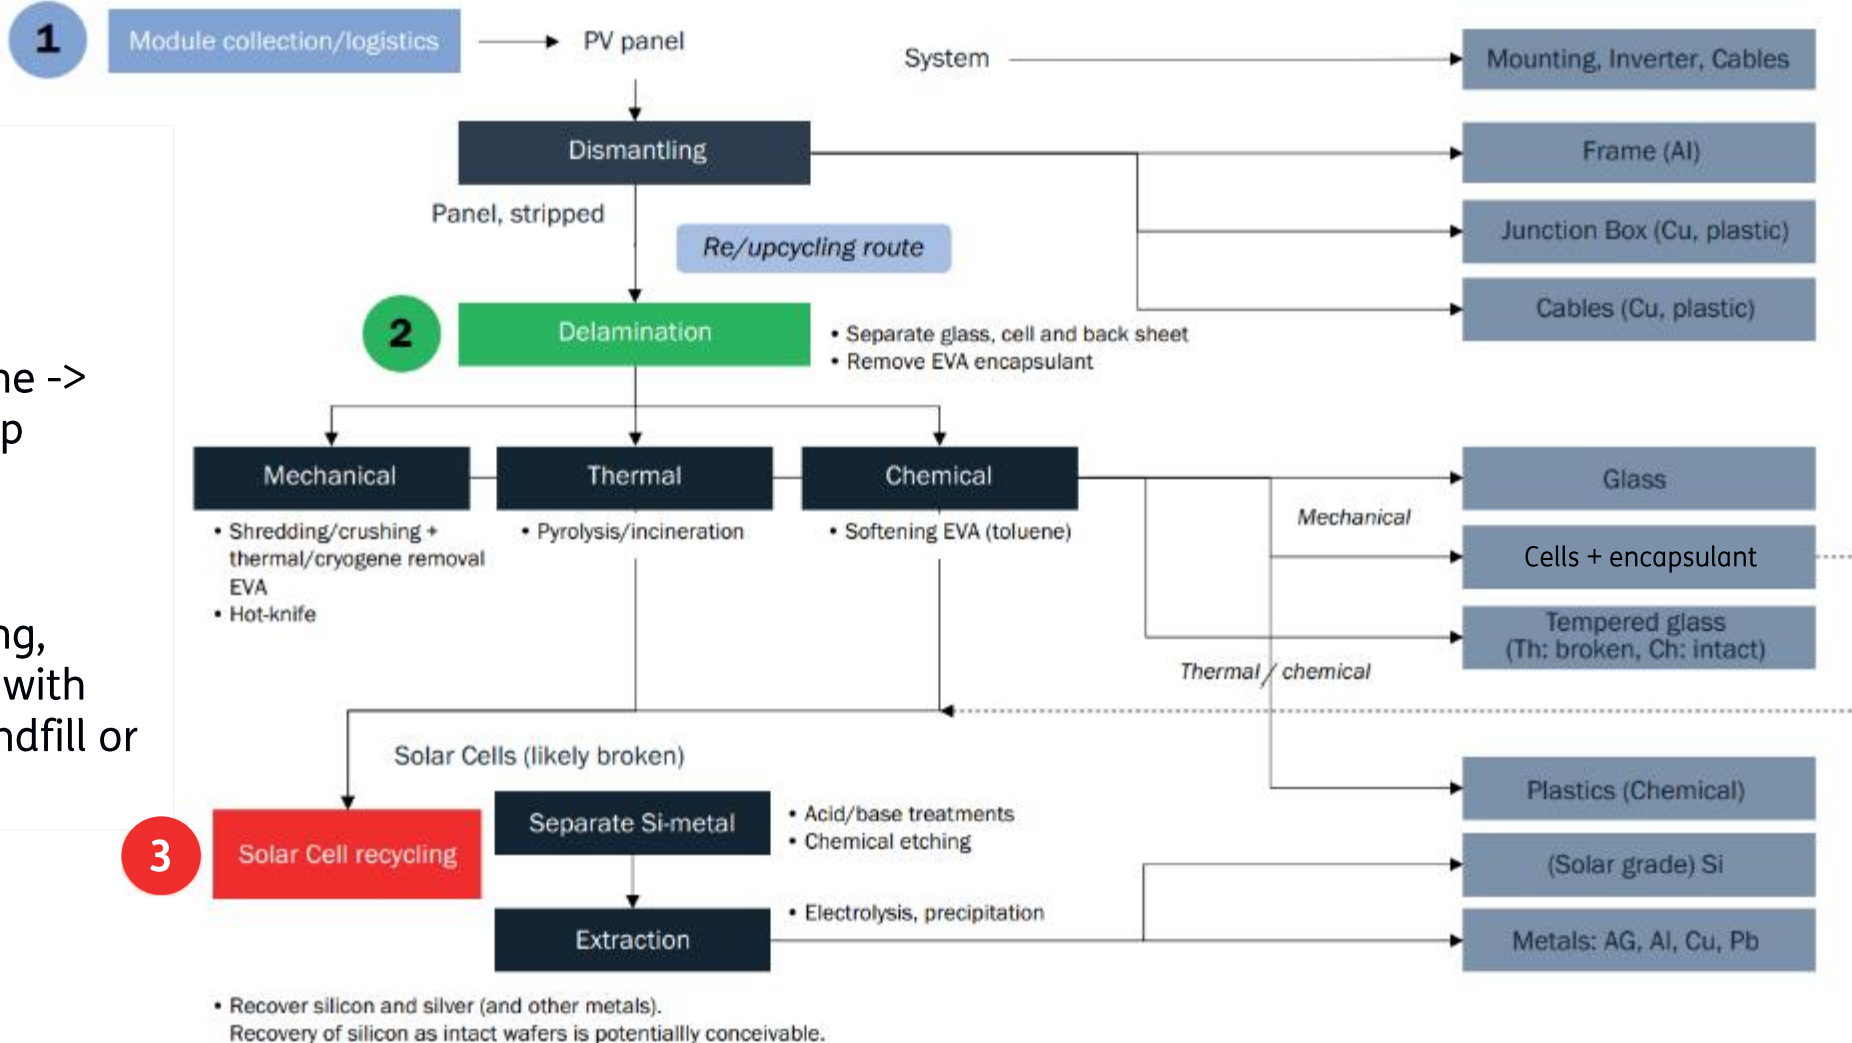 1
Module collection/logistics
PV panel
System
Mounting, Inverter, Cables
Dismantling
Frame (Al)
Panel, stripped
Re/upcycling route
Junction Box (Cu, plastic)
Cables (Cu, plastic)
2
Delamination
• Separate glass, cell and back sheet
• Remove EVA encapsulant
ne ->
p
ng,
with
ndfill or
Mechanical
Thermal
Chemical
• Shredding/crushing +
thermal/cryogene removal
EVA
• Hot-knife
• Pyrolysis/incineration
• Softening EVA (toluene)
Glass
Mechanical
Cells + encapsulant
Tempered glass
(Th: broken, Ch: intact)
Thermal / chemical
Solar Cells (likely broken)
Plastics (Chemical)
3
Solar Cell recycling
Separate Si-metal
• Acid/base treatments
• Chemical etching
(Solar grade) Si
Extraction
• Electrolysis, precipitation
Metals: AG, Al, Cu, Pb
• Recover silicon and silver (and other metals).
Recovery of silicon as intact wafers is potentiallly conceivable.